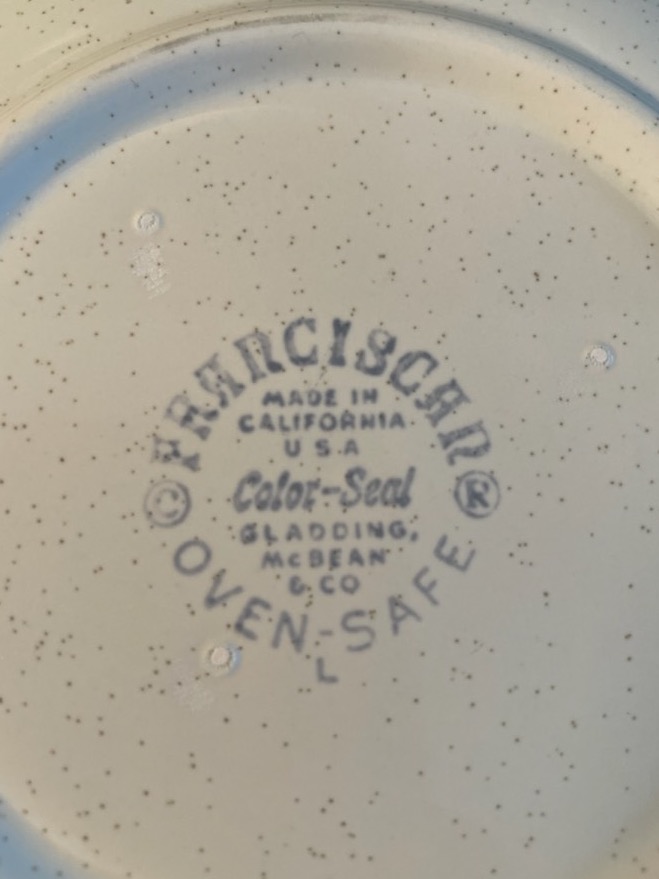 FRANCISCAN
MADE IN
CALIFORNIA
U.S.A
Color-Seal
© ®
GLADDING,
McBEAN
& CO
OVEN-SAFE
L